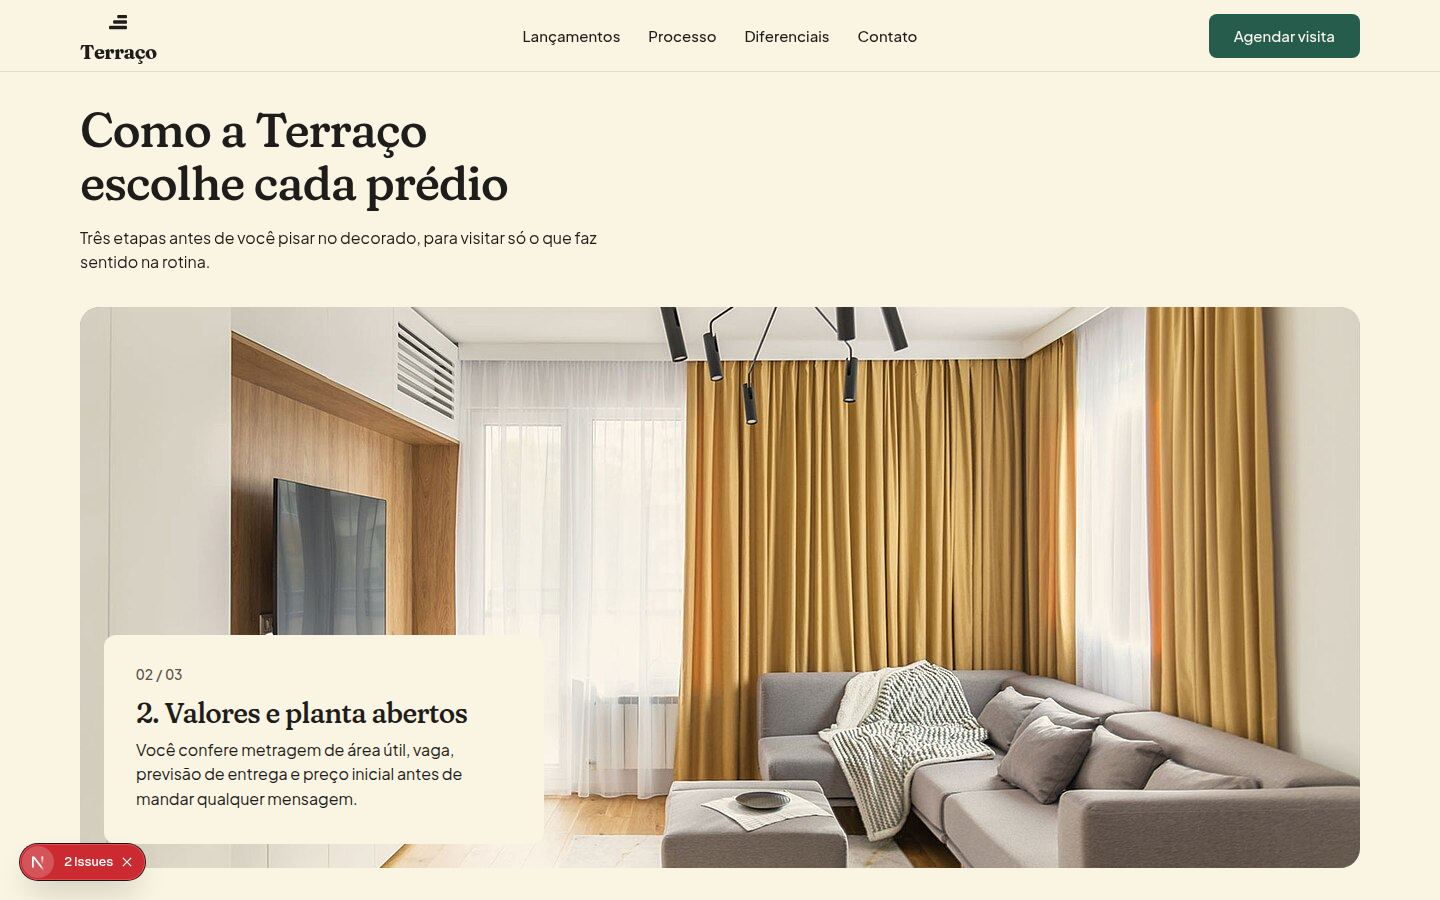 Terraço
Lançamentos
Processo
Diferenciais
Contato
Agendar visita
Como a Terraço
escolhe cada prédio
Três etapas antes de você pisar no decorado, para visitar só o que faz
sentido na rotina.
02 / 03
2. Valores e planta abertos
Você confere metragem de área útil, vaga,
previsão de entrega e preço inicial antes de
mandar qualquer mensagem.
N
2 Issues